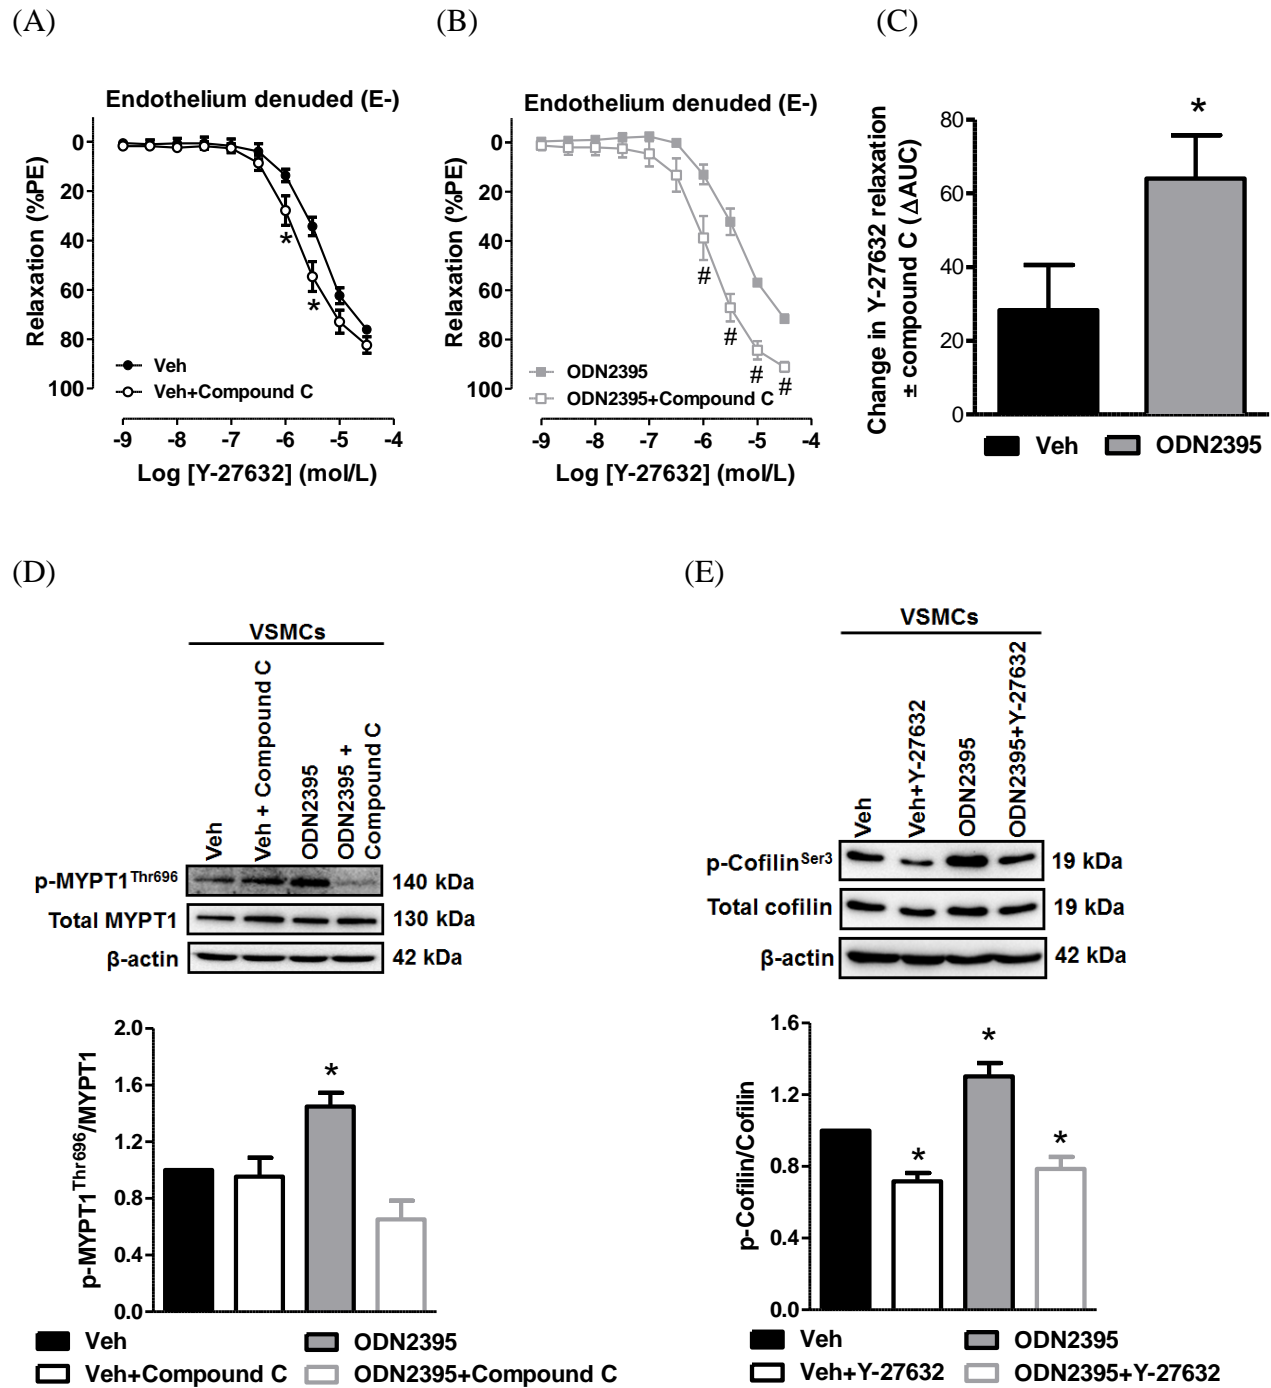 (A)
(B)
(C)
Endothelium denuded (E-)
Relaxation (%PE)
0
20
40
60
80
100
*
*
Veh
Veh+Compound C
-9
-8
-7
-6
-5
-4
Log [Y-27632] (mol/L)
Endothelium denuded (E-)
Relaxation (%PE)
0
20
40
60
80
100
#
#
#
#
ODN2395
ODN2395+Compound C
-9
-8
-7
-6
-5
-4
Log [Y-27632] (mol/L)
Change in Y-27632 relaxation
± compound C (ΔAUC)
80
60
40
20
0
*
Veh
ODN2395
(D)
(E)
VSMCs
Veh
Veh + Compound C
ODN2395
ODN2395 +
Compound C
p-MYPT1Thr696
140 kDa
Total MYPT1
130 kDa
β-actin
42 kDa
p-MYPT1Thr696/MYPT1
2.0
1.6
1.2
0.8
0.4
0.0
*
Veh
ODN2395
Veh+Compound C
ODN2395+Compound C
VSMCs
Veh
Veh+Y-27632
ODN2395
ODN2395+Y-27632
p-CofilinSer3
19 kDa
Total cofilin
19 kDa
β-actin
42 kDa
p-Cofilin/Cofilin
1.6
1.2
0.8
0.4
0.0
*
*
*
Veh
ODN2395
Veh+Y-27632
ODN2395+Y-27632